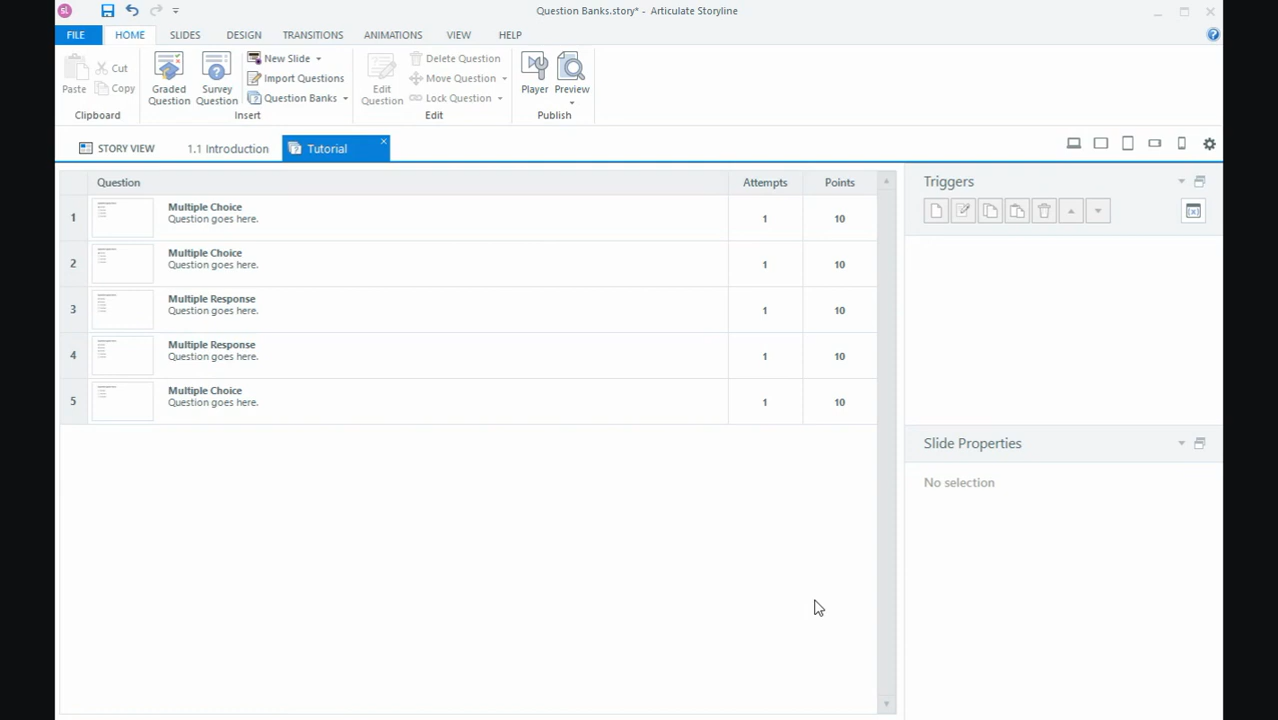 sl Question Banks.story* - Articulate Storyline
FILE HOME SLIDES DESIGN TRANSITIONS ANIMATIONS VIEW HELP
Paste Cut Copy
Clipboard
Graded Question
Survey Question
New Slide
Import Questions
Question Banks
Insert
Edit Question
Delete Question
Move Question
Lock Question
Edit
Player
Preview
Publish
STORY VIEW 1.1 Introduction Tutorial
Question Attempts Points
1 Multiple Choice 1 10
Question goes here.
2 Multiple Choice 1 10
Question goes here.
3 Multiple Response 1 10
Question goes here.
4 Multiple Response 1 10
Question goes here.
5 Multiple Choice 1 10
Question goes here.
Triggers
Slide Properties
No selection